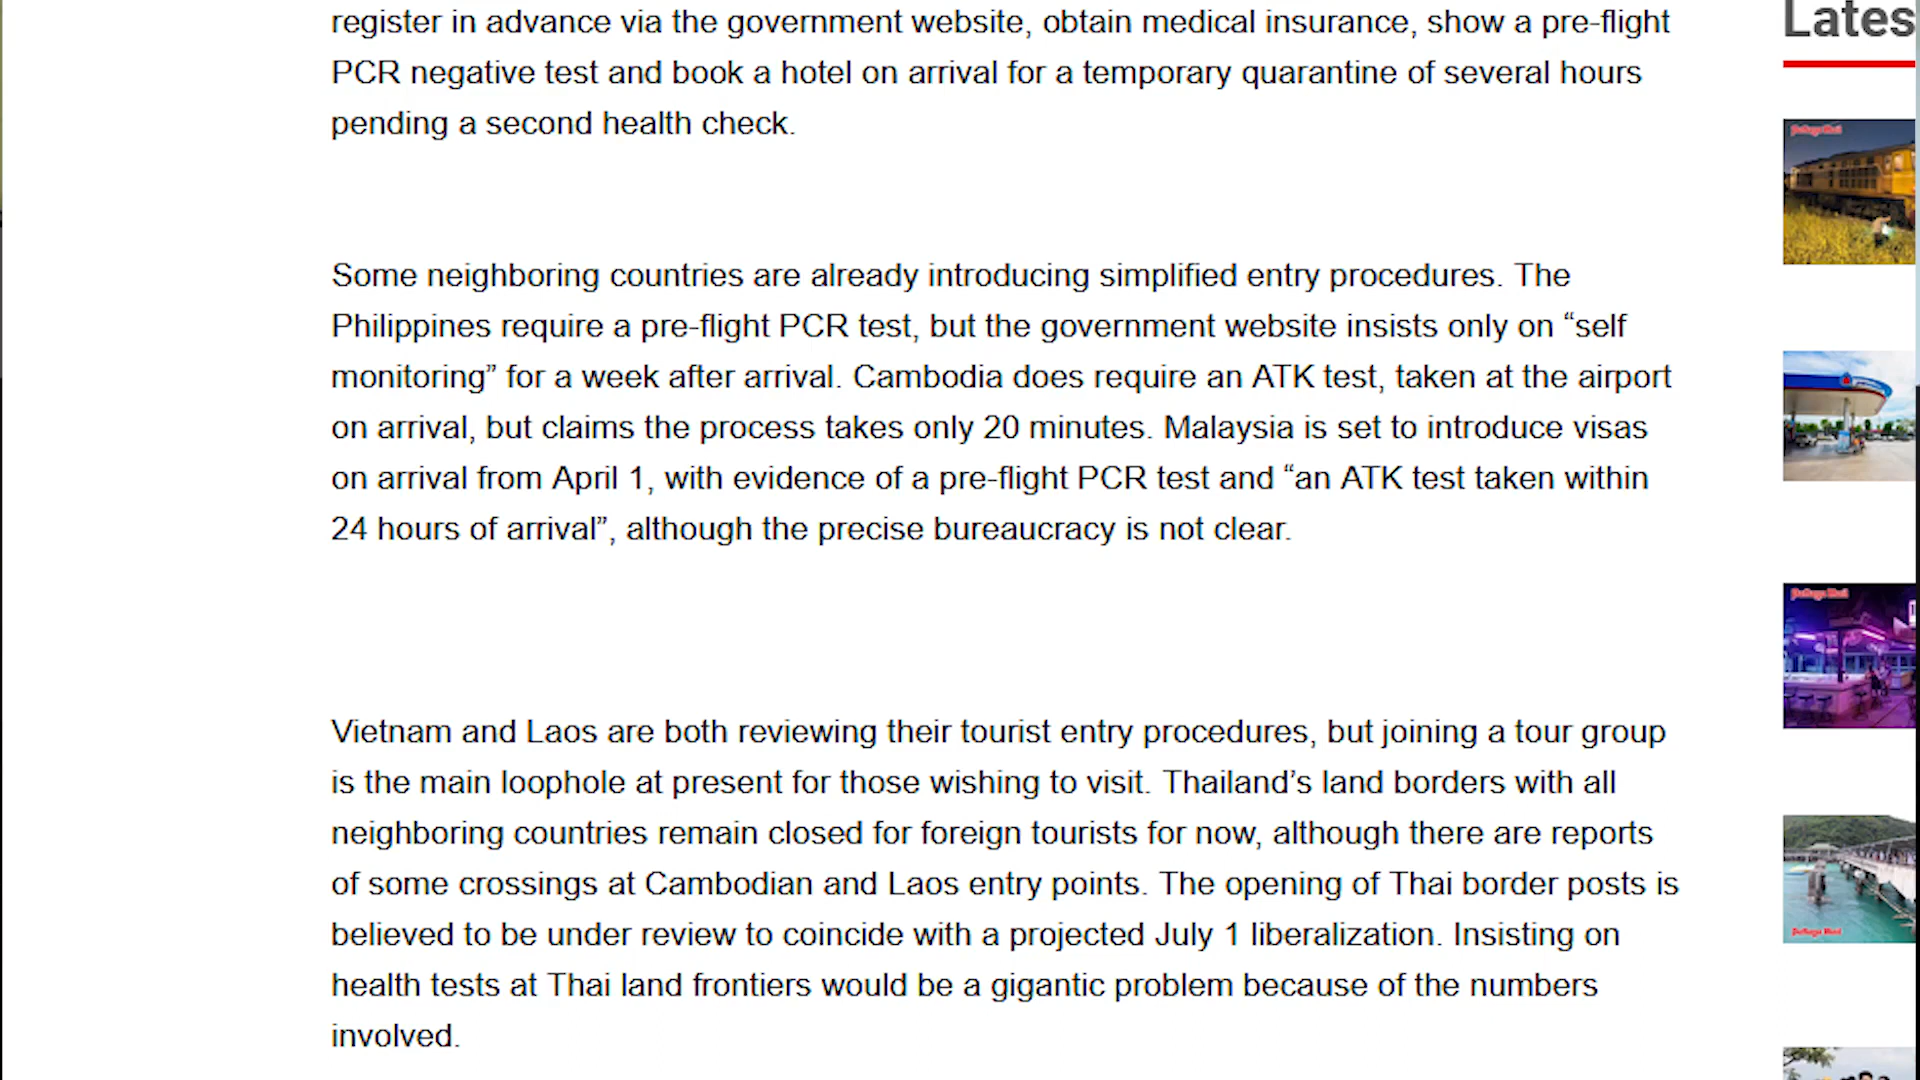 register in advance via the government website, obtain medical insurance, show a pre-flight
PCR negative test and book a hotel on arrival for a temporary quarantine of several hours
pending a second health check.
Some neighboring countries are already introducing simplified entry procedures. The
Philippines require a pre-flight PCR test, but the government website insists only on “self
monitoring” for a week after arrival. Cambodia does require an ATK test, taken at the airport
on arrival, but claims the process takes only 20 minutes. Malaysia is set to introduce visas
on arrival from April 1, with evidence of a pre-flight PCR test and “an ATK test taken within
24 hours of arrival”, although the precise bureaucracy is not clear.
Vietnam and Laos are both reviewing their tourist entry procedures, but joining a tour group
is the main loophole at present for those wishing to visit. Thailand’s land borders with all
neighboring countries remain closed for foreign tourists for now, although there are reports
of some crossings at Cambodian and Laos entry points. The opening of Thai border posts is
believed to be under review to coincide with a projected July 1 liberalization. Insisting on
health tests at Thai land frontiers would be a gigantic problem because of the numbers
involved.
Lates
Pattaya Mail
Pattaya Mail
Pattaya Mail